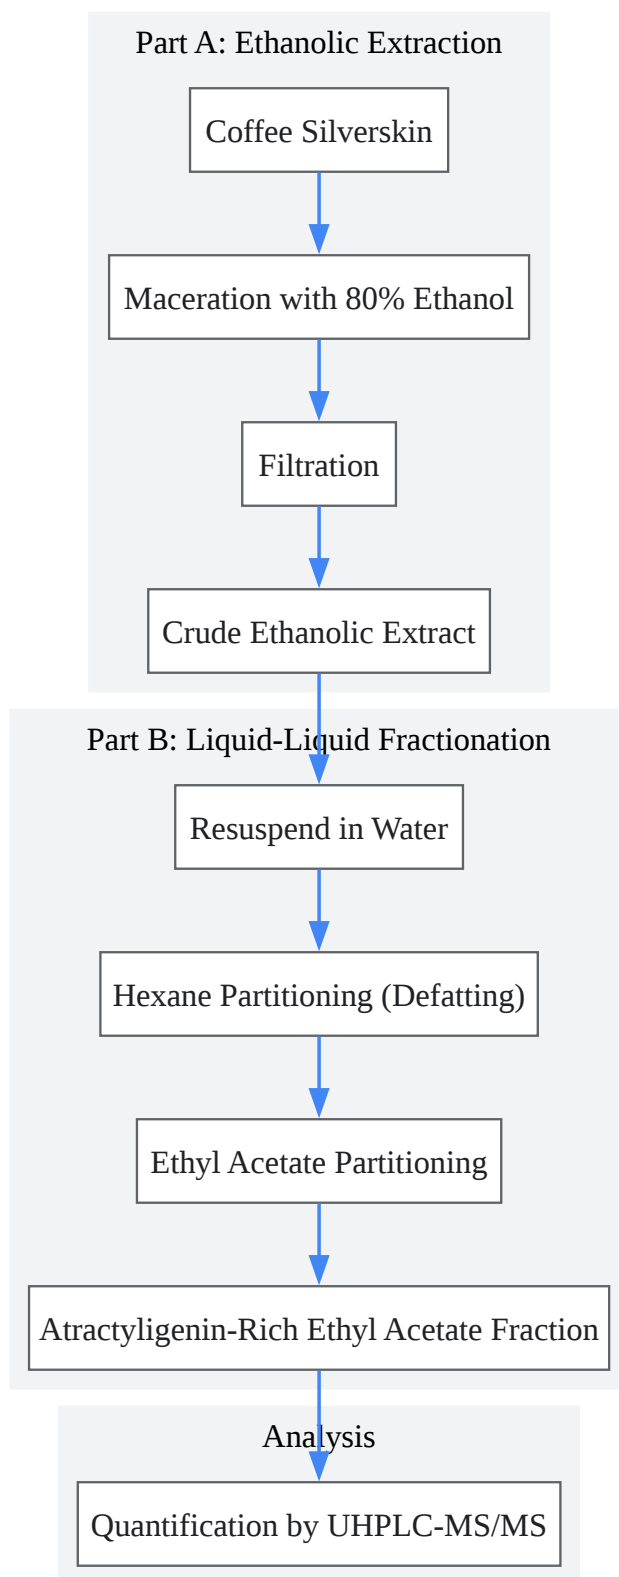 Part A: Ethanolic Extraction
Coffee Silverskin
Maceration with 80% Ethanol
Filtration
Crude Ethanolic Extract
Part B: Liquid-Liquid Fractionation
Resuspend in Water
Hexane Partitioning (Defatting)
Ethyl Acetate Partitioning
Atractyligenin-Rich Ethyl Acetate Fraction
Analysis
Quantification by UHPLC-MS/MS